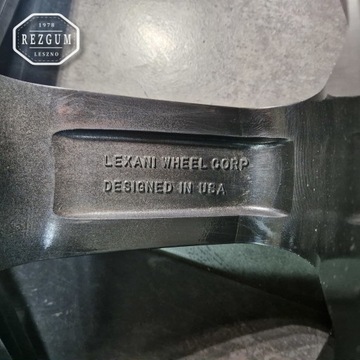 1978
REZGUM
LESZNO
LEXANI WHEEL CORP
DESIGNED IN USA